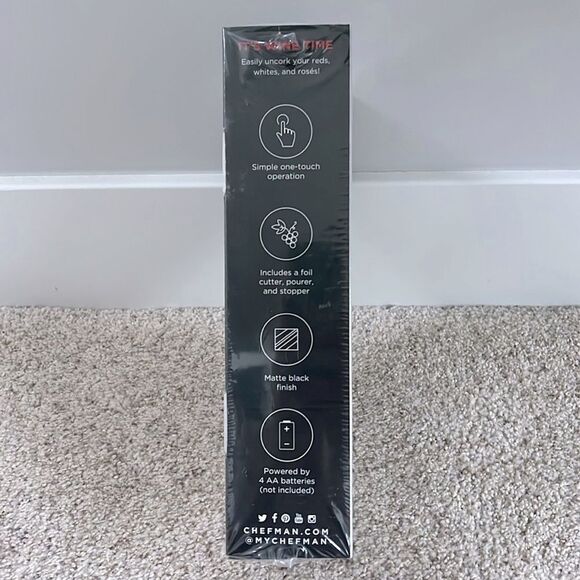 IT'S WINE TIME
Easily uncork your reds,
whites, and rosés!
Simple one-touch
operation
Includes a foil
cutter, pourer,
and stopper
Matte black
finish
Powered by
4 AA batteries
(not included)
CHEFMAN.COM
@MYCHEFMAN